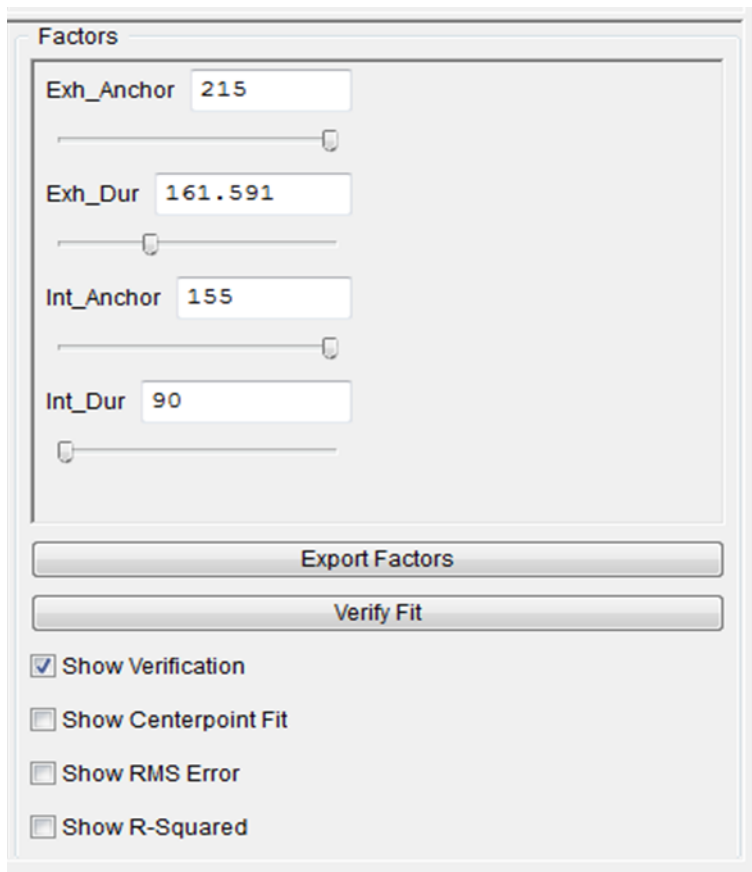 Factors
Exh_Anchor 215
Exh_Dur 161.591
Int_Anchor 155
Int_Dur 90
Export Factors
Verify Fit
Show Verification
Show Centerpoint Fit
Show RMS Error
Show R-Squared